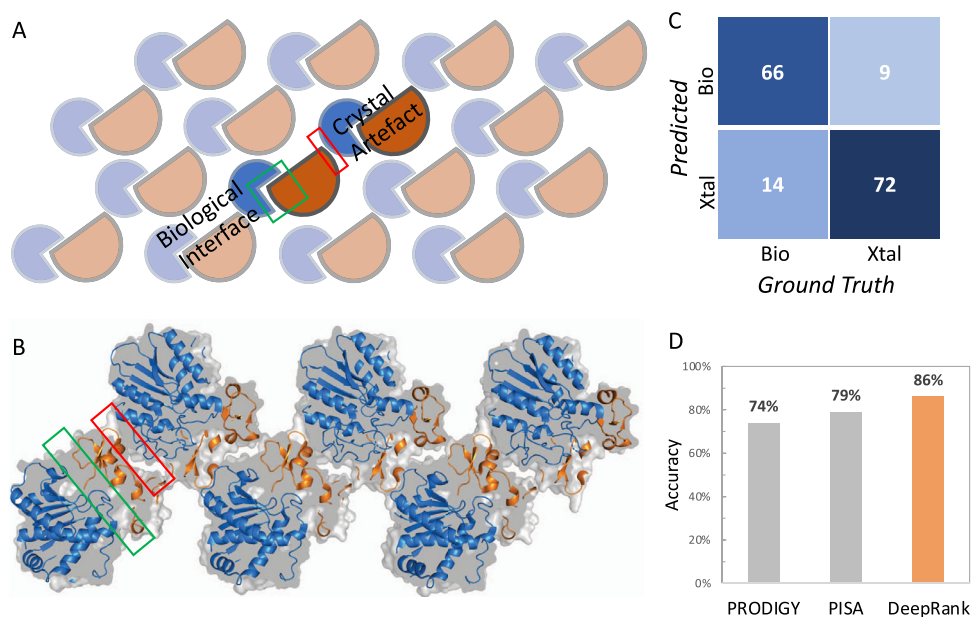 A
Crystal
Artefact
Biological
Interface
B
C
Predicted
Bio
66
9
Xtal
14
72
Bio
Xtal
Ground Truth
D
Accuracy
100%
80%
60%
40%
20%
0%
74%
79%
86%
PRODIGY
PISA
DeepRank